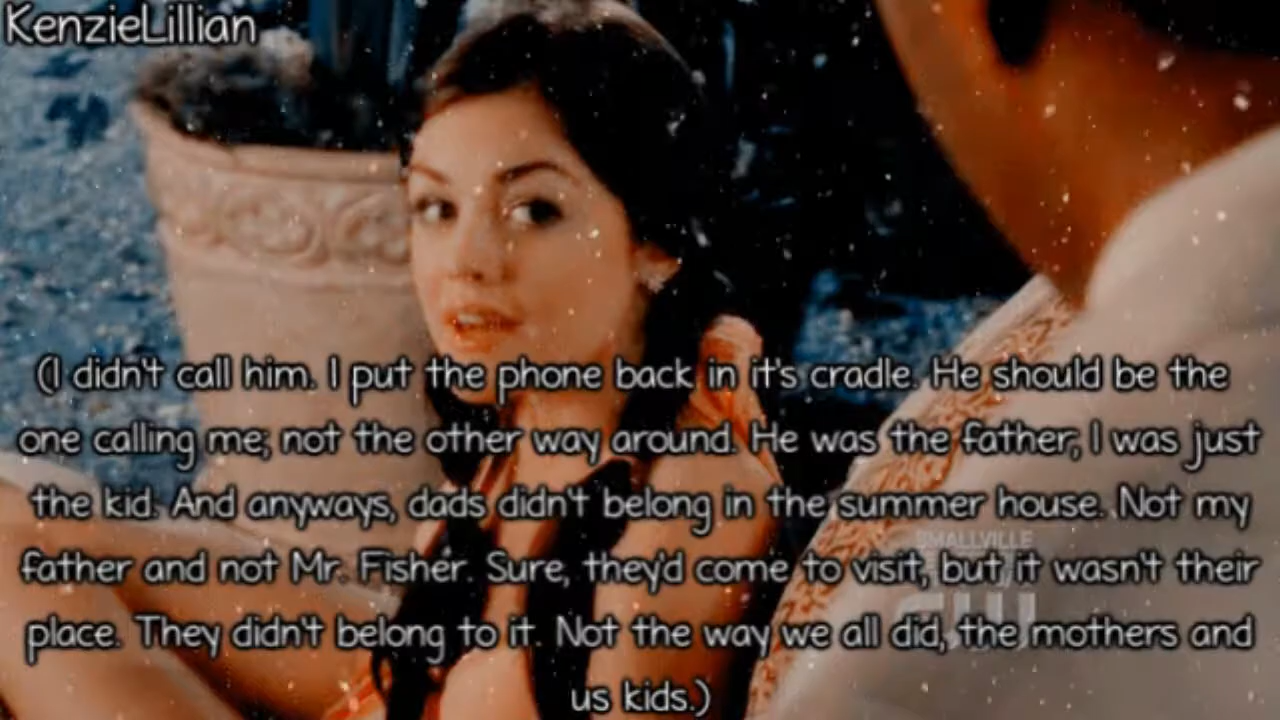 KenzieLillian
(I didn't call him. I put the phone back in it's cradle. He should be the
one calling me; not the other way around. He was the father; I was just
the kid. And anyways, dads didn't belong in the summer house. Not my
father and not Mr. Fisher. Sure, they'd come to visit, but it wasn't their
place. They didn't belong to it. Not the way we all did, the mothers and
us kids.)
SMALLVILLE
CW